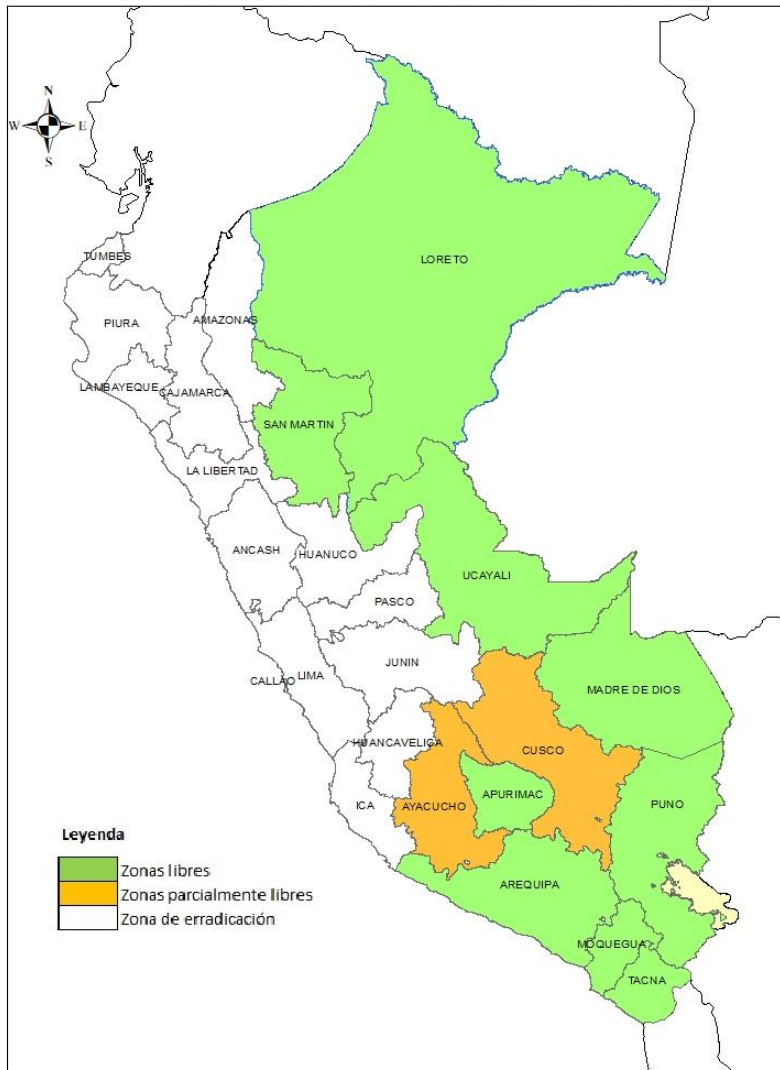 N
W E
S
LORETO
TUMBES
PIURA
AMAZONAS
LAMBAYEQUE
CAJAMARCA
SAN MARTIN
LA LIBERTAD
ANCASH
HUANUCO
UCAYALI
PASCO
JUNIN
LIMA
CALLAO
MADRE DE DIOS
HUANCAVELIGA
CUSCO
APURIMAC
PUNO
ICA
AYACUCHO
AREQUIPA
MOQUEGUA
TACNA
Leyenda
Zonas libres
Zonas parcialmente libres
Zona de erradicación